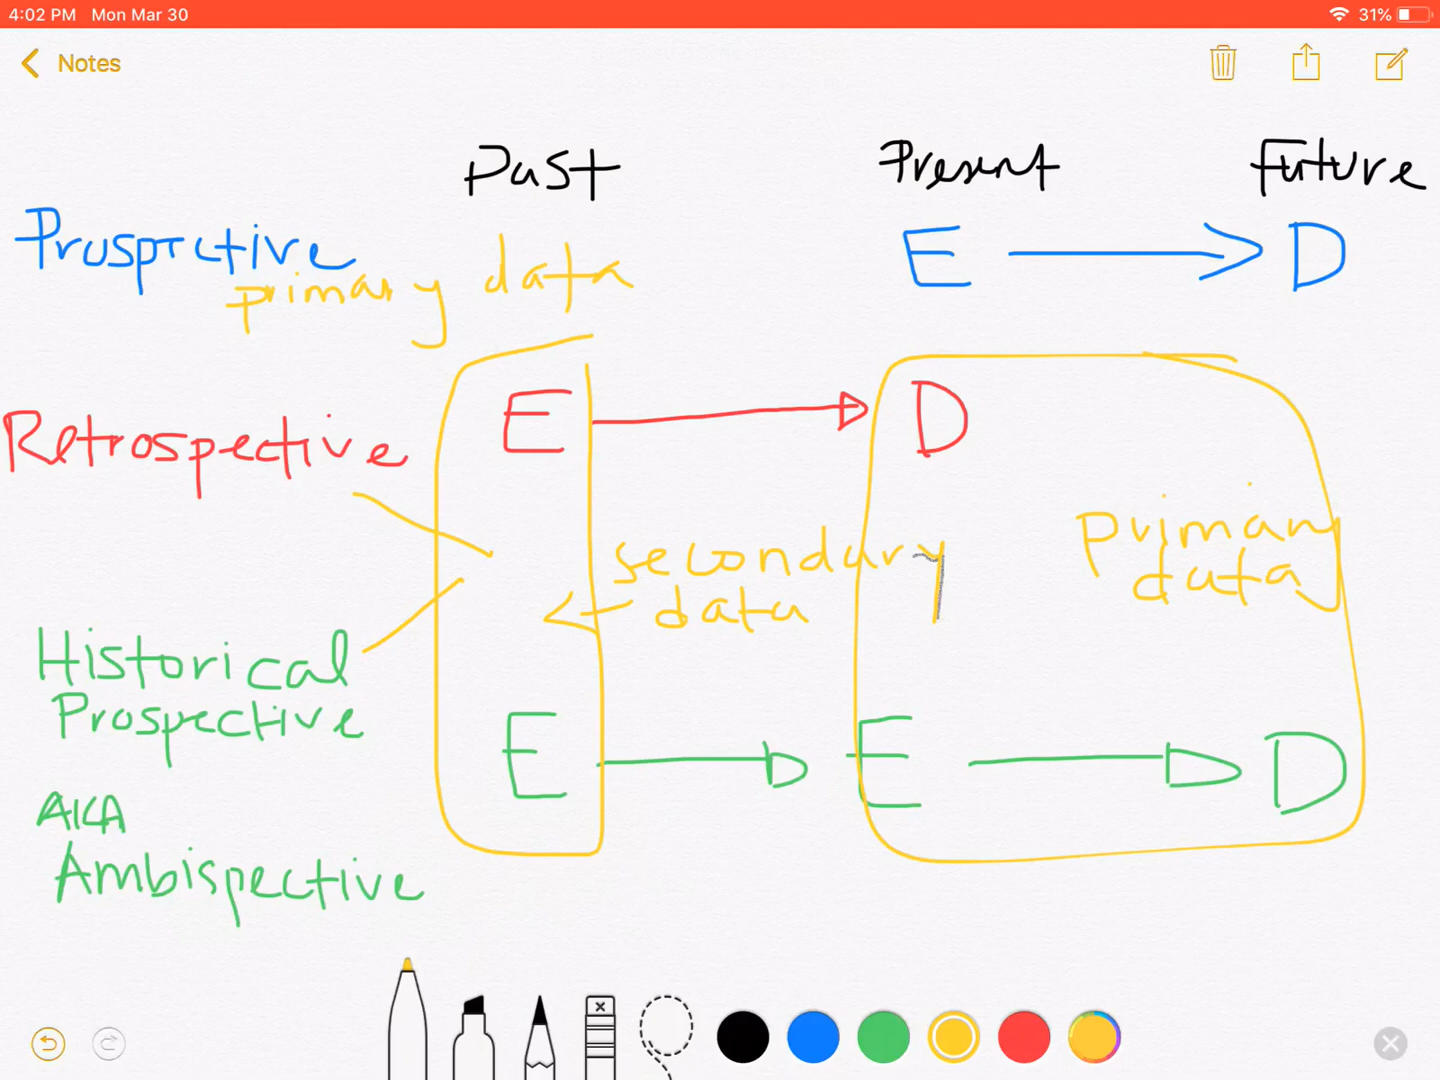 4:02 PM Mon Mar 30 31%
Notes
Past Present Future
Prospective E D
primary data
E D
Retrospective
secondary data
primary data
Historical
Prospective
E E D
AKA
Ambispective